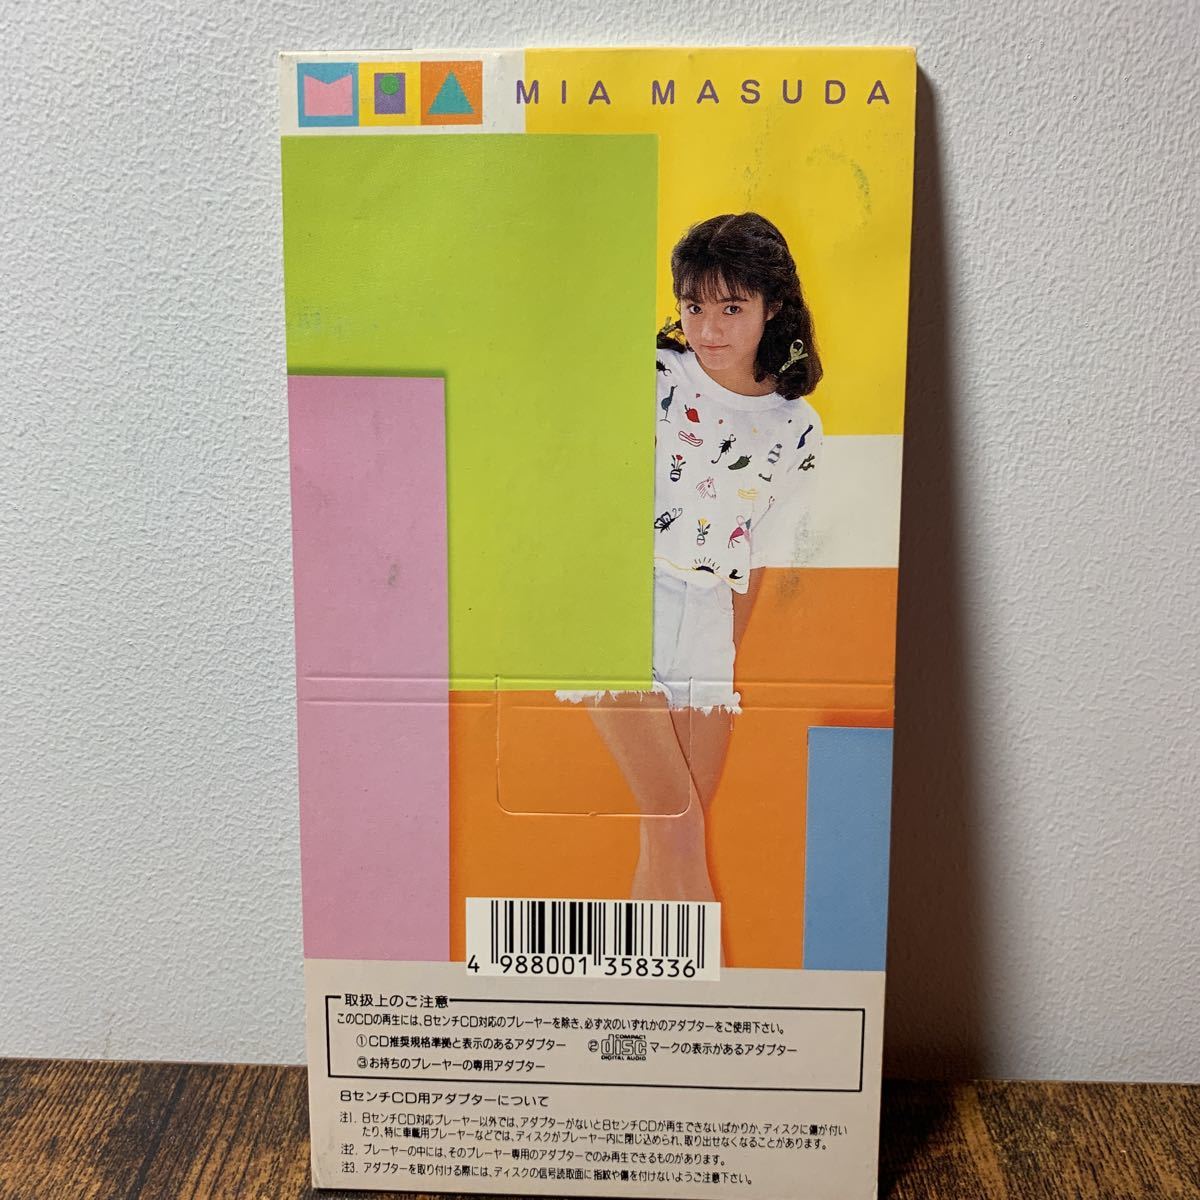 MIA MIA MASUDA
4 988001 358336
取扱上のご注意
このCDの再生には、8センチCD対応のプレーヤーを除き、必ず次のいずれかのアダプターをご使用下さい。
①CD推奨規格準拠と表示のあるアダプター ②COMPACT disc DIGITAL AUDIO マークの表示があるアダプター
③お持ちのプレーヤーの専用アダプター
8センチCD用アダプターについて
注1. 8センチCD対応プレーヤー以外では、アダプターがないと8センチCDが再生できないばかりか、ディスクに傷が付い
たり、特に車載用プレーヤーなどでは、ディスクがプレーヤー内に閉じ込められ、取り出せなくなることがあります。
注2. プレーヤーの中には、そのプレーヤー専用のアダプターでのみ再生できるものがあります。
注3. アダプターを取り付ける際には、ディスクの信号読取面に指紋や傷を付けないようご注意下さい。